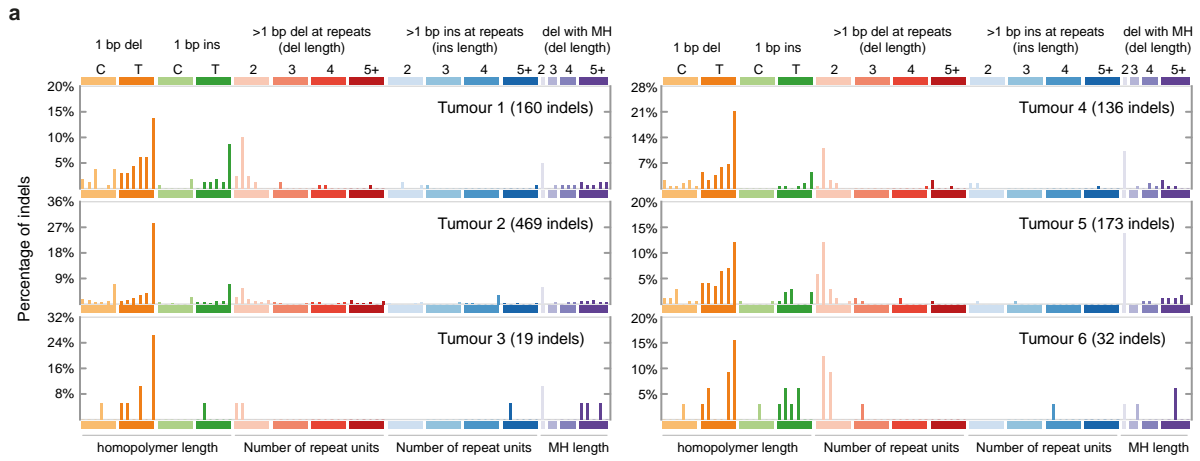 a
>1 bp del at repeats >1 bp ins at repeats del with MH
1 bp del 1 bp ins (del length) (ins length) (del length)
C T C T 2 3 4 5+ 2 3 4 5+ 2 3 4 5+
20%
15%
10%
5%
Tumour 1 (160 indels)
36%
27%
18%
9%
Tumour 2 (469 indels)
32%
24%
16%
8%
Tumour 3 (19 indels)
Percentage of indels
homopolymer length Number of repeat units Number of repeat units MH length
>1 bp del at repeats >1 bp ins at repeats del with MH
1 bp del 1 bp ins (del length) (ins length) (del length)
C T C T 2 3 4 5+ 2 3 4 5+ 2 3 4 5+
28%
21%
14%
7%
Tumour 4 (136 indels)
20%
15%
10%
5%
Tumour 5 (173 indels)
20%
15%
10%
5%
Tumour 6 (32 indels)
homopolymer length Number of repeat units Number of repeat units MH length